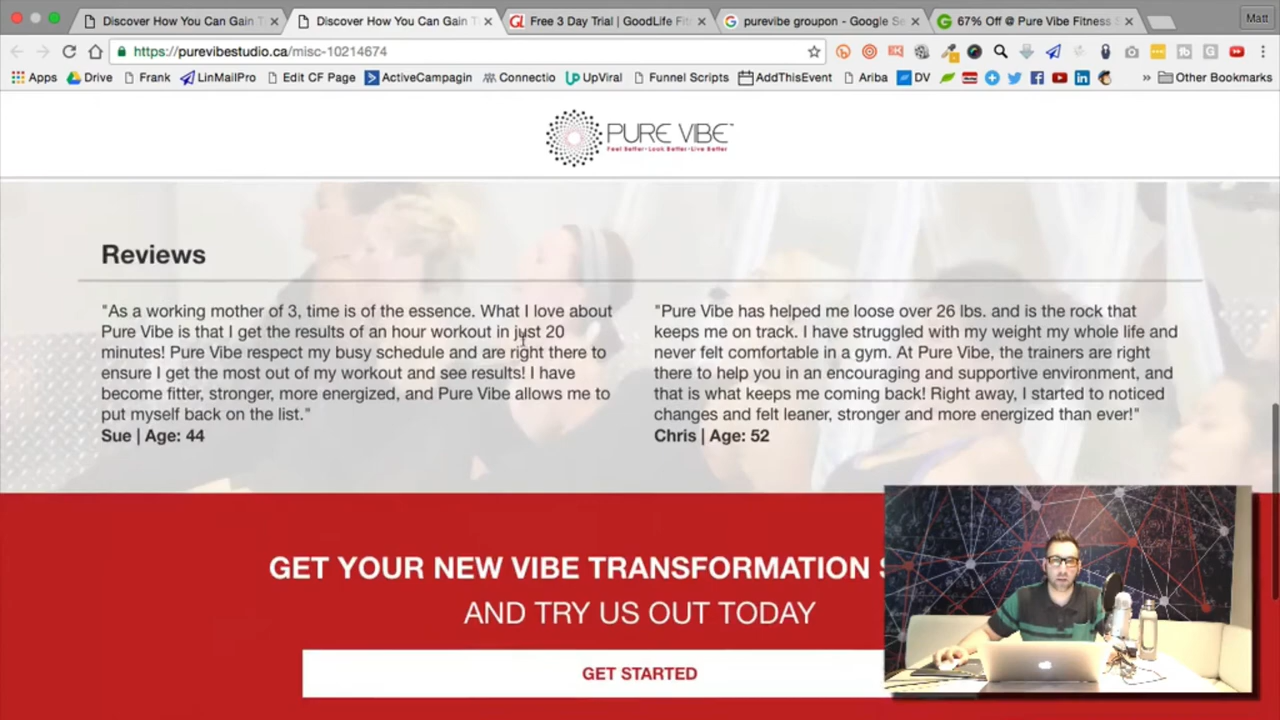 Discover How You Can Gain T
Discover How You Can Gain T
Free 3 Day Trial | GoodLife Fit
purevibe groupon - Google Se
67% Off @ Pure Vibe Fitness S
Matt
https://purevibestudio.ca/misc-10214674
Apps
Drive
Frank
LinMailPro
Edit CF Page
ActiveCampagin
Connectio
UpViral
Funnel Scripts
AddThisEvent
Ariba
DV
Other Bookmarks
PURE VIBE™
Feel Better•Look Better•Live Better
Reviews
"As a working mother of 3, time is of the essence. What I love about
Pure Vibe is that I get the results of an hour workout in just 20
minutes! Pure Vibe respect my busy schedule and are right there to
ensure I get the most out of my workout and see results! I have
become fitter, stronger, more energized, and Pure Vibe allows me to
put myself back on the list."
Sue | Age: 44
"Pure Vibe has helped me loose over 26 lbs. and is the rock that
keeps me on track. I have struggled with my weight my whole life and
never felt comfortable in a gym. At Pure Vibe, the trainers are right
there to help you in an encouraging and supportive environment, and
that is what keeps me coming back! Right away, I started to noticed
changes and felt leaner, stronger and more energized than ever!"
Chris | Age: 52
GET YOUR NEW VIBE TRANSFORMATION S
AND TRY US OUT TODAY
GET STARTED